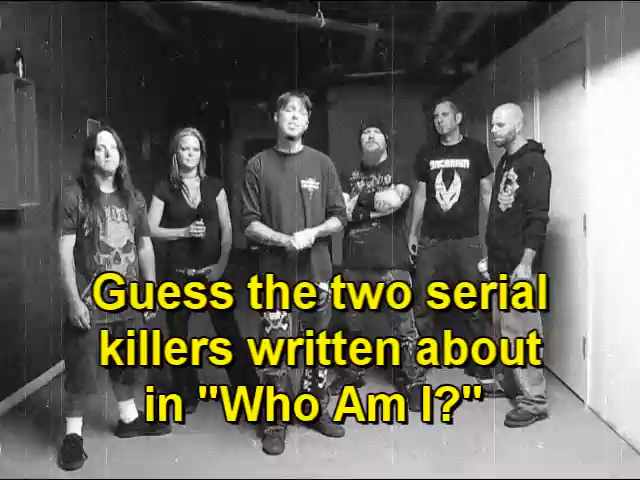 Guess the two serial
killers written about
in "Who Am I?"